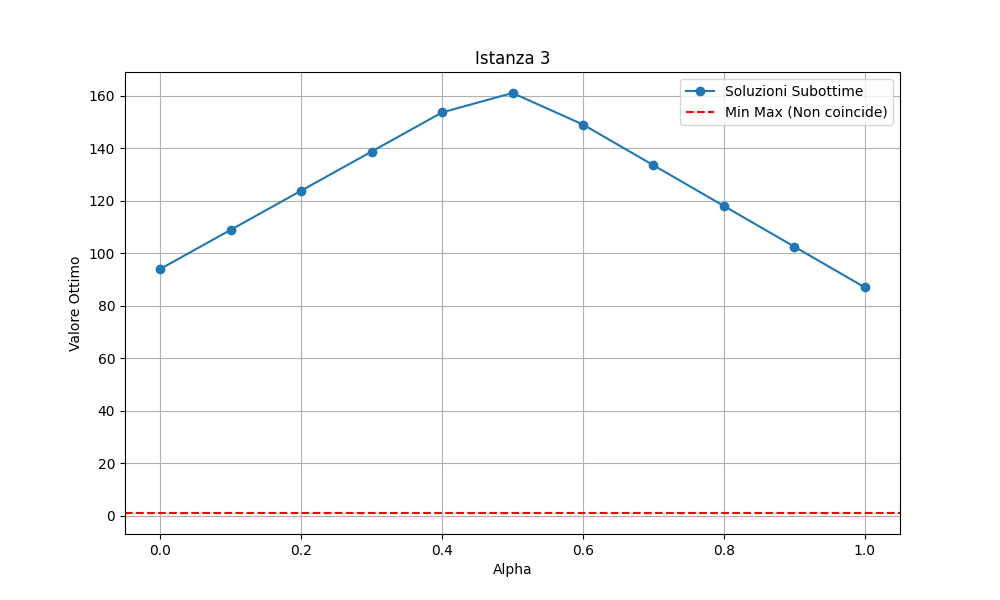 Istanza 3
Soluzioni Subottime
Min Max (Non coincide)
Valore Ottimo
160
140
120
100
80
60
40
20
0
0.0 0.2 0.4 0.6 0.8 1.0
Alpha